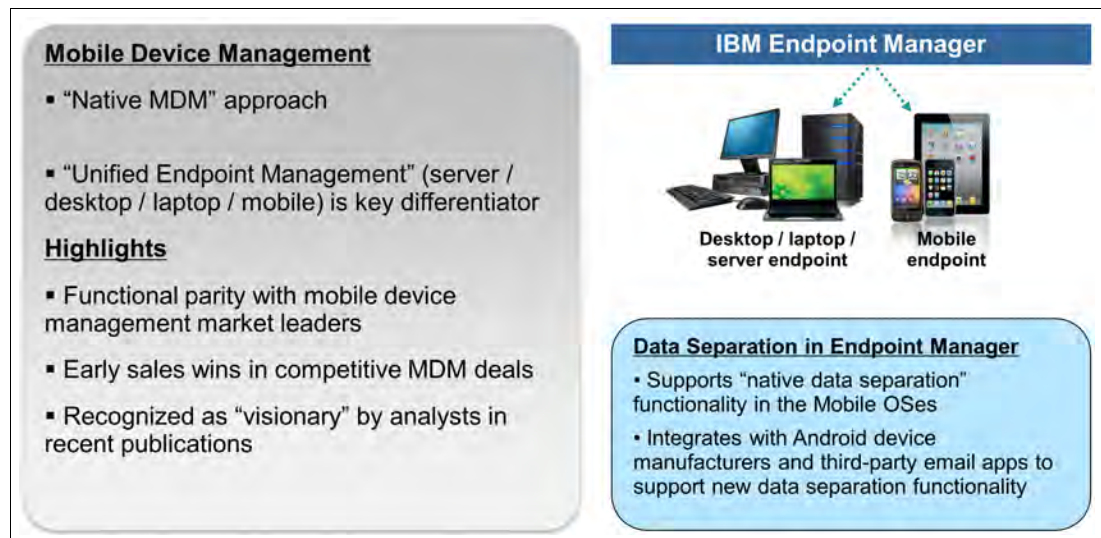 Mobile Device Management
▪ “Native MDM” approach
▪ “Unified Endpoint Management” (server /
desktop / laptop / mobile) is key differentiator
Highlights
▪ Functional parity with mobile device
management market leaders
▪ Early sales wins in competitive MDM deals
▪ Recognized as “visionary” by analysts in
recent publications
IBM Endpoint Manager
Desktop / laptop /
server endpoint
Mobile
endpoint
Data Separation in Endpoint Manager
• Supports “native data separation”
functionality in the Mobile OSes
• Integrates with Android device
manufacturers and third-party email apps to
support new data separation functionality